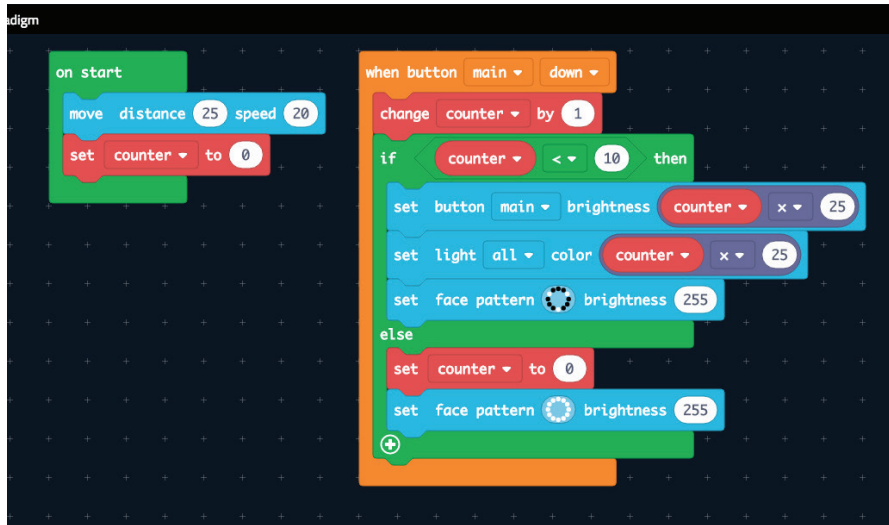 adigm
on start
move distance 25 speed 20
set counter to 0
when button main down
change counter by 1
if counter < 10 then
set button main brightness counter × 25
set light all color counter × 25
set face pattern brightness 255
else
set counter to 0
set face pattern brightness 255